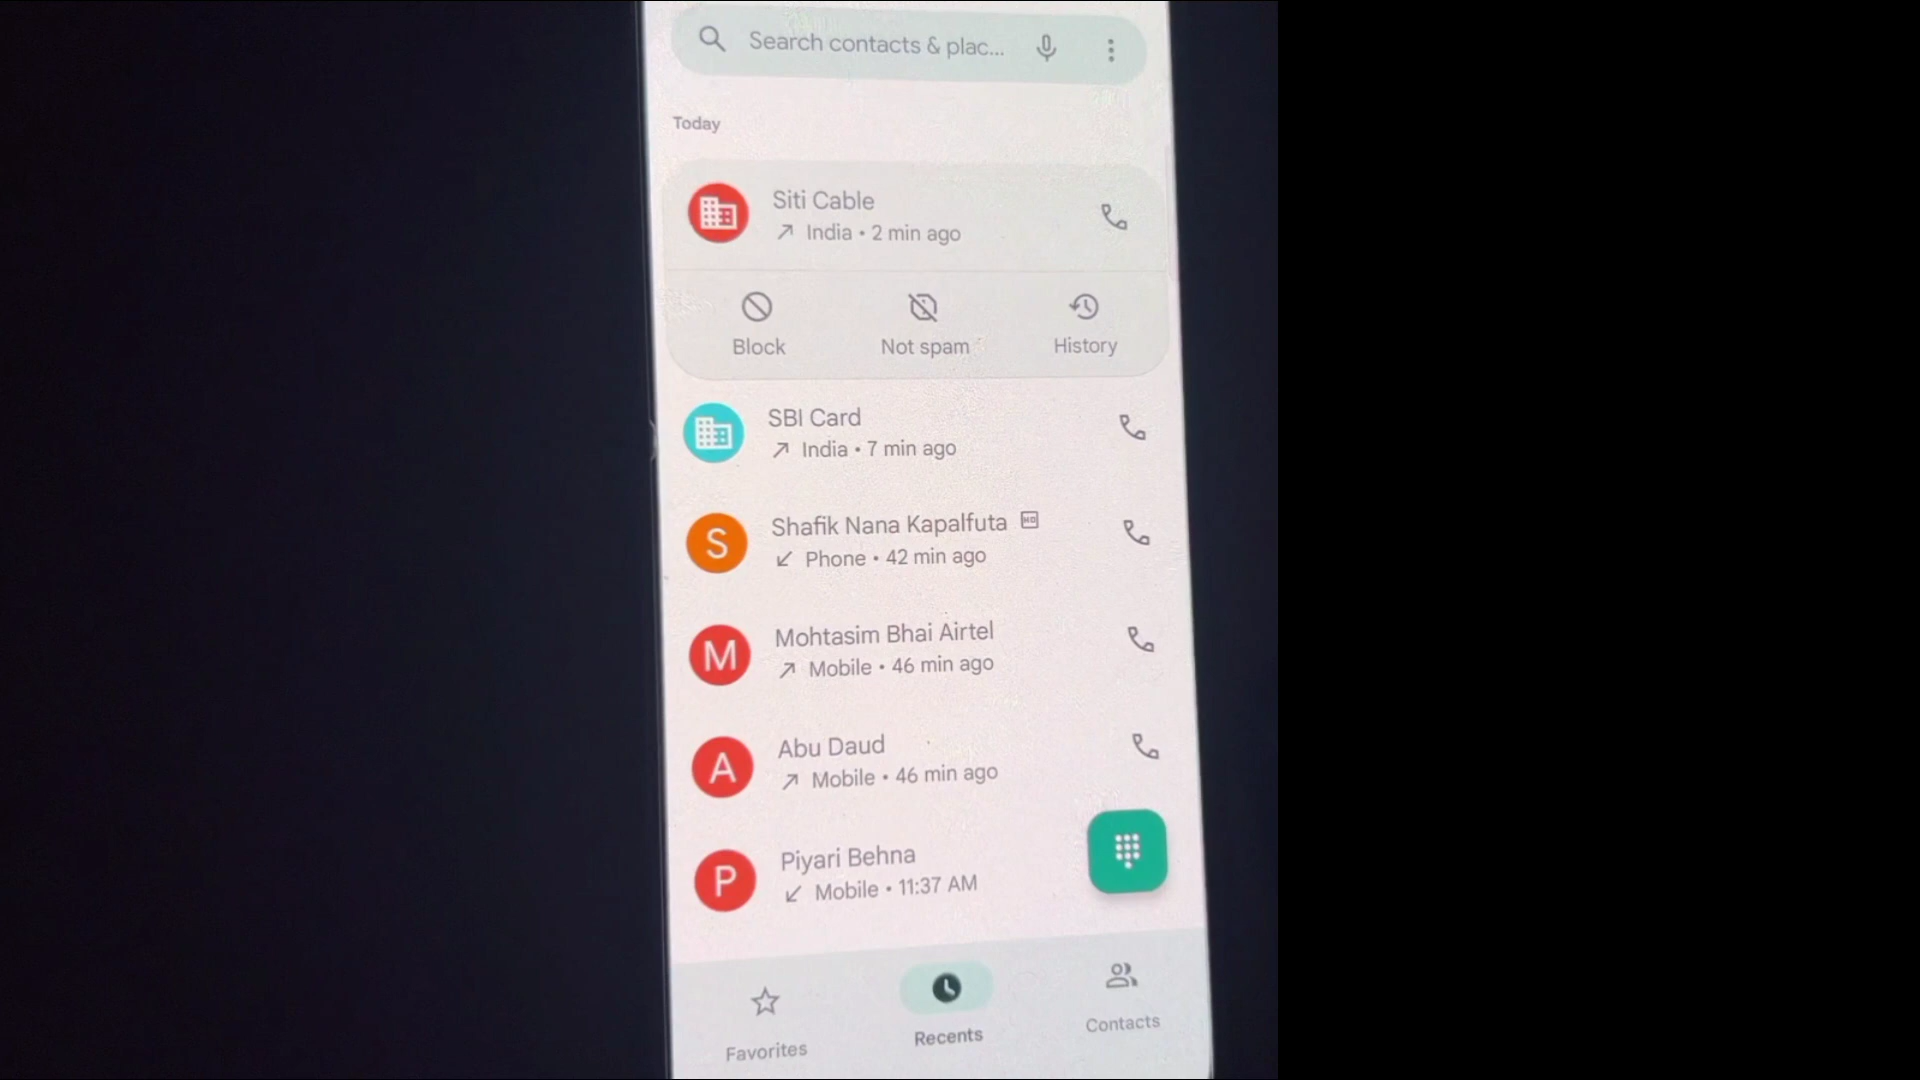 Search contacts & plac...
Today
Siti Cable
India • 2 min ago
Block
Not spam
History
SBI Card
India • 7 min ago
S
Shafik Nana Kapalfuta HD
Phone • 42 min ago
M
Mohtasim Bhai Airtel
Mobile • 46 min ago
A
Abu Daud
Mobile • 46 min ago
P
Piyari Behna
Mobile • 11:37 AM
Favorites
Recents
Contacts